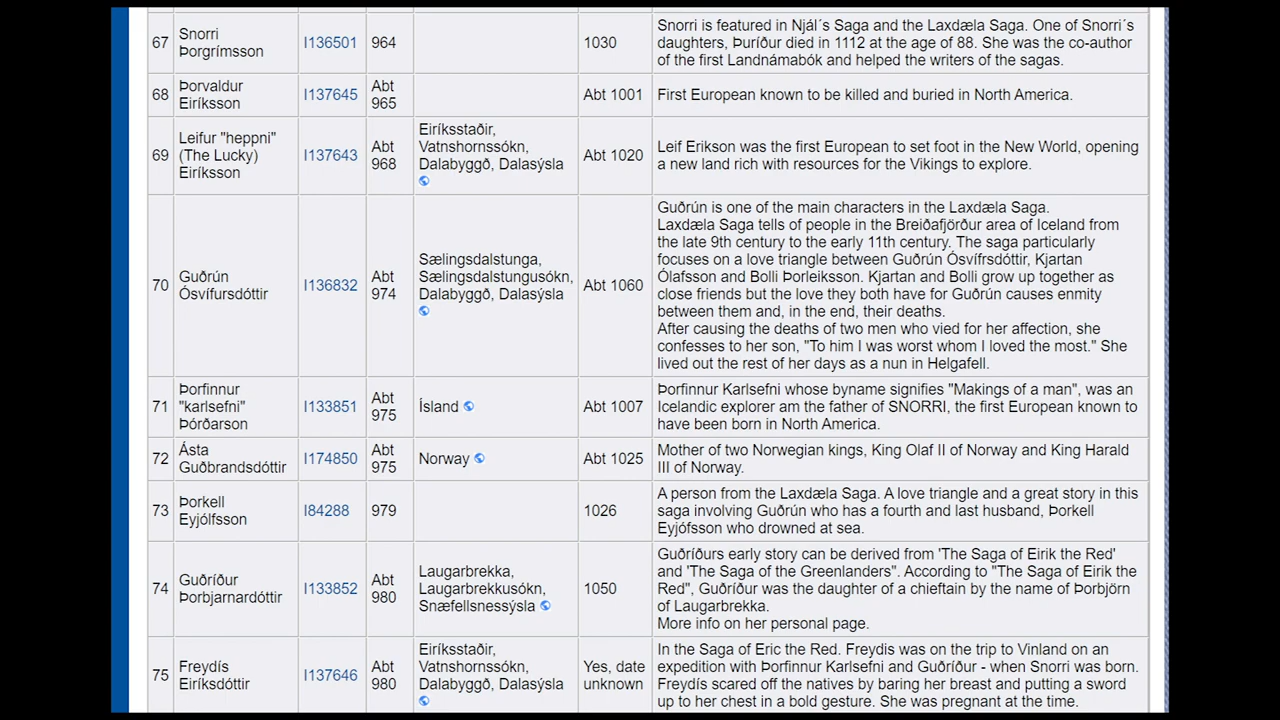 67
Snorri
Þorgrímsson
I136501
964
1030
Snorri is featured in Njál´s Saga and the Laxdæla Saga. One of Snorri´s
daughters, Þuríður died in 1112 at the age of 88. She was the co-author
of the first Landnámabók and helped the writers of the sagas.
68
Þorvaldur
Eiríksson
I137645
Abt
965
Abt 1001
First European known to be killed and buried in North America.
69
Leifur "heppni"
(The Lucky)
Eiríksson
I137643
Abt
968
Eiríksstaðir,
Vatnshornssókn,
Dalabyggð, Dalasýsla
Abt 1020
Leif Erikson was the first European to set foot in the New World, opening
a new land rich with resources for the Vikings to explore.
70
Guðrún
Ósvífursdóttir
I136832
Abt
974
Sælingsdalstunga,
Sælingsdalstungusókn,
Dalabyggð, Dalasýsla
Abt 1060
Guðrún is one of the main characters in the Laxdæla Saga.
Laxdæla Saga tells of people in the Breiðafjörður area of Iceland from
the late 9th century to the early 11th century. The saga particularly
focuses on a love triangle between Guðrún Ósvífrsdóttir, Kjartan
Ólafsson and Bolli Þorleiksson. Kjartan and Bolli grow up together as
close friends but the love they both have for Guðrún causes enmity
between them and, in the end, their deaths.
After causing the deaths of two men who vied for her affection, she
confesses to her son, "To him I was worst whom I loved the most." She
lived out the rest of her days as a nun in Helgafell.
71
Þorfinnur
"karlsefni"
Þórðarson
I133851
Abt
975
Ísland
Abt 1007
Þorfinnur Karlsefni whose byname signifies "Makings of a man", was an
Icelandic explorer am the father of SNORRI, the first European known to
have been born in North America.
72
Ásta
Guðbrandsdóttir
I174850
Abt
975
Norway
Abt 1025
Mother of two Norwegian kings, King Olaf II of Norway and King Harald
III of Norway.
73
Þorkell
Eyjólfsson
I84288
979
1026
A person from the Laxdæla Saga. A love triangle and a great story in this
saga involving Guðrún who has a fourth and last husband, Þorkell
Eyjófsson who drowned at sea.
74
Guðríður
Þorbjarnardóttir
I133852
Abt
980
Laugarbrekka,
Laugarbrekkusókn,
Snæfellsnessýsla
1050
Guðríðurs early story can be derived from 'The Saga of Eirik the Red'
and 'The Saga of the Greenlanders". According to "The Saga of Eirik the
Red", Guðríður was the daughter of a chieftain by the name of Þorbjörn
of Laugarbrekka.
More info on her personal page.
75
Freydís
Eiríksdóttir
I137646
Abt
980
Eiríksstaðir,
Vatnshornssókn,
Dalabyggð, Dalasýsla
Yes, date
unknown
In the Saga of Eric the Red. Freydis was on the trip to Vinland on an
expedition with Þorfinnur Karlsefni and Guðríður - when Snorri was born.
Freydís scared off the natives by baring her breast and putting a sword
up to her chest in a bold gesture. She was pregnant at the time.